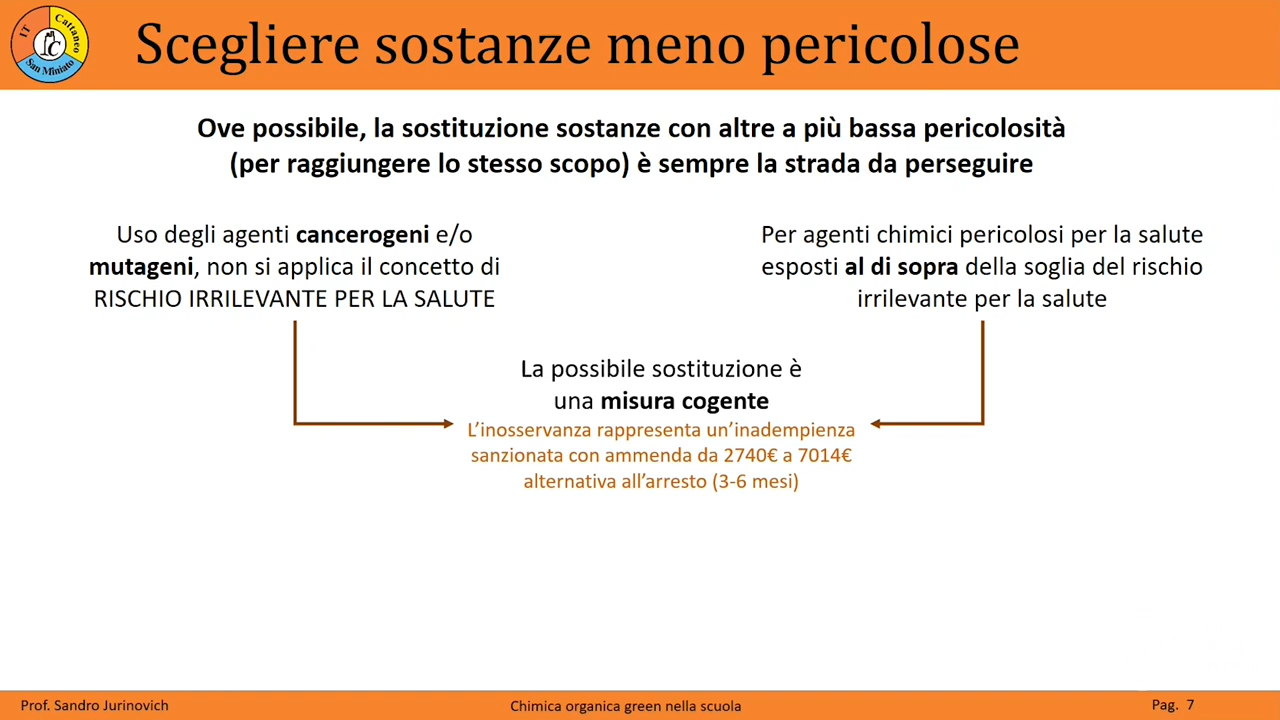 IT
Cattaneo
San Miniato
Scegliere sostanze meno pericolose
Ove possibile, la sostituzione sostanze con altre a più bassa pericolosità
(per raggiungere lo stesso scopo) è sempre la strada da perseguire
Uso degli agenti cancerogeni e/o
mutageni, non si applica il concetto di
RISCHIO IRRILEVANTE PER LA SALUTE
Per agenti chimici pericolosi per la salute
esposti al di sopra della soglia del rischio
irrilevante per la salute
La possibile sostituzione è
una misura cogente
L'inosservanza rappresenta un'inadempienza
sanzionata con ammenda da 2740€ a 7014€
alternativa all'arresto (3-6 mesi)
Prof. Sandro Jurinovich
Chimica organica green nella scuola
Pag. 7